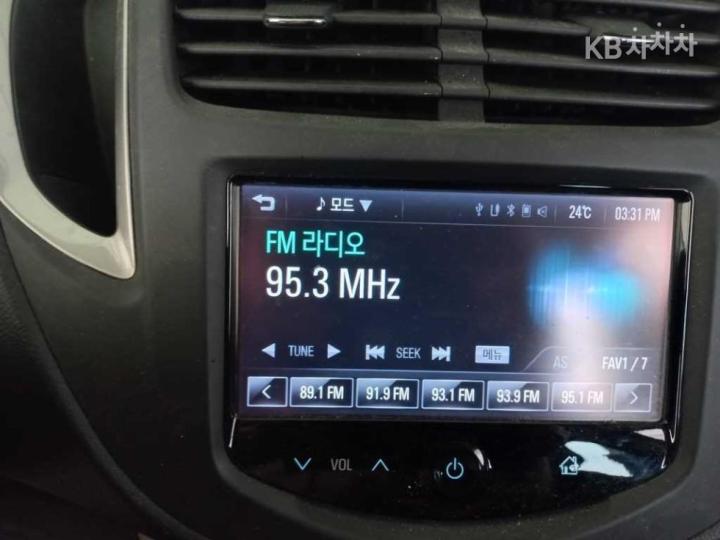 KB차차차
♪ 모드 ▼
24℃ 03:31 PM
FM 라디오
95.3 MHz
TUNE SEEK 메뉴 AS FAV1 / 7
89.1 FM 91.9 FM 93.1 FM 93.9 FM 95.1 FM
VOL